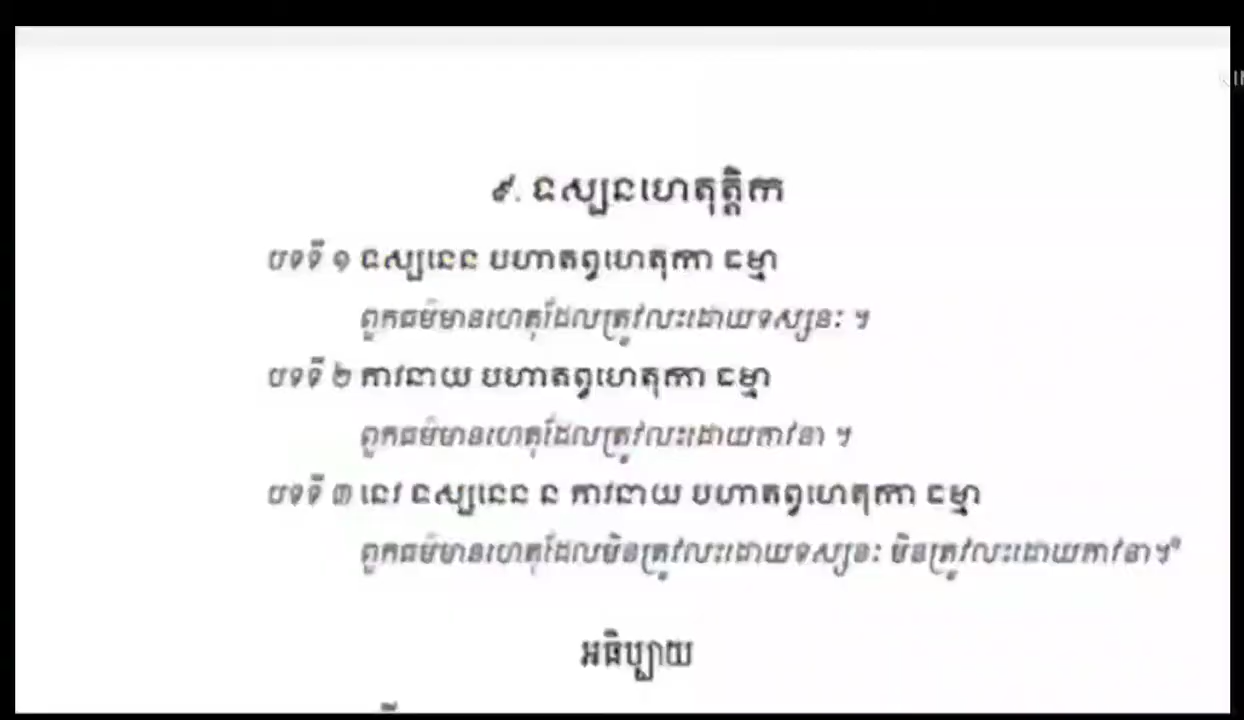 ៩. ទស្សនហេតុត្តិក
បទទី ១ ទស្សនេន បហាតព្វហេតុកា ធម្មា
ពួកធម៌មានហេតុដែលត្រូវលះដោយទស្សនៈ ។
បទទី ២ ភាវនាយ បហាតព្វហេតុកា ធម្មា
ពួកធម៌មានហេតុដែលត្រូវលះដោយភាវនា ។
បទទី ៣ នេវ ទស្សនេន ន ភាវនាយ បហាតព្វហេតុកា ធម្មា
ពួកធម៌មានហេតុដែលមិនត្រូវលះដោយទស្សនៈ មិនត្រូវលះដោយភាវនា។
អធិប្បាយ